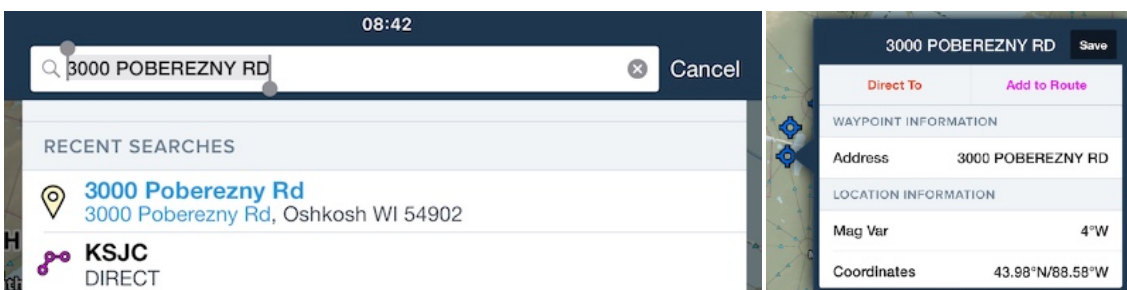 08:42
3000 POBEREZNY RD
Cancel
RECENT SEARCHES
3000 Poberezny Rd
3000 Poberezny Rd, Oshkosh WI 54902
KSJC
DIRECT
H
3000 POBEREZNY RD Save
Direct To Add to Route
WAYPOINT INFORMATION
Address 3000 POBEREZNY RD
LOCATION INFORMATION
Mag Var 4°W
Coordinates 43.98°N/88.58°W